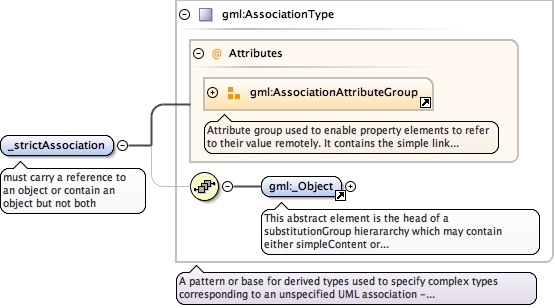 gml:AssociationType
@ Attributes
gml:AssociationAttributeGroup
Attribute group used to enable property elements to refer
to their value remotely. It contains the simple link...
_strictAssociation
must carry a reference to
an object or contain an
object but not both
gml:_Object
This abstract element is the head of a
substitutionGroup hierararchy which may contain
either simpleContent or...
A pattern or base for derived types used to specify complex types
corresponding to an unspecified UML association -...